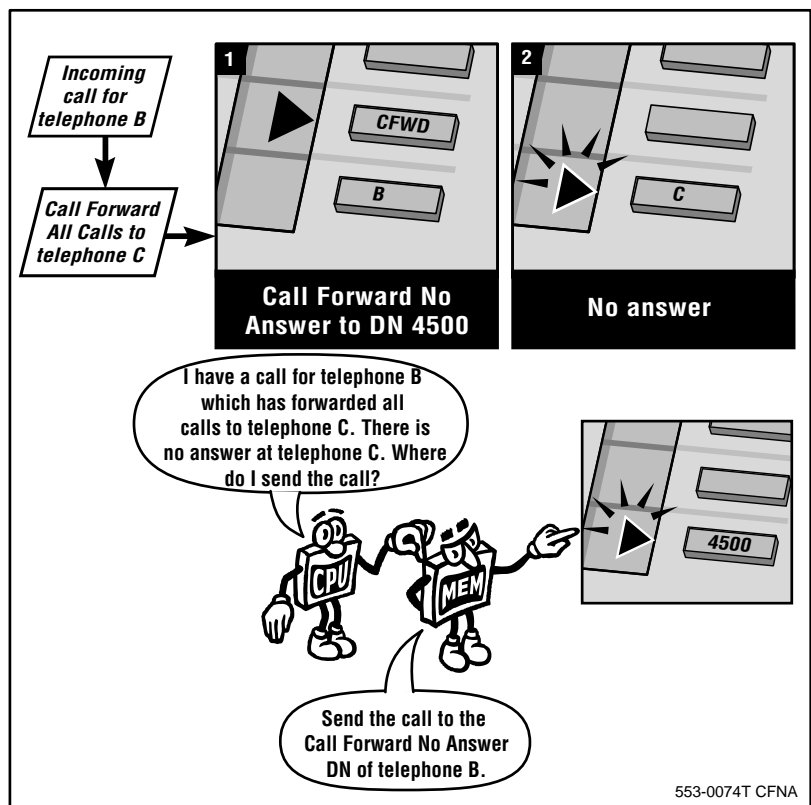 Incoming
call for
telephone B
Call Forward
All Calls to
telephone C
1
CFWD
B
Call Forward No
Answer to DN 4500
2
C
No answer
I have a call for telephone B
which has forwarded all
calls to telephone C. There is
no answer at telephone C. Where
do I send the call?
CPU
MEM
4500
Send the call to the
Call Forward No Answer
DN of telephone B.
553-0074T CFNA